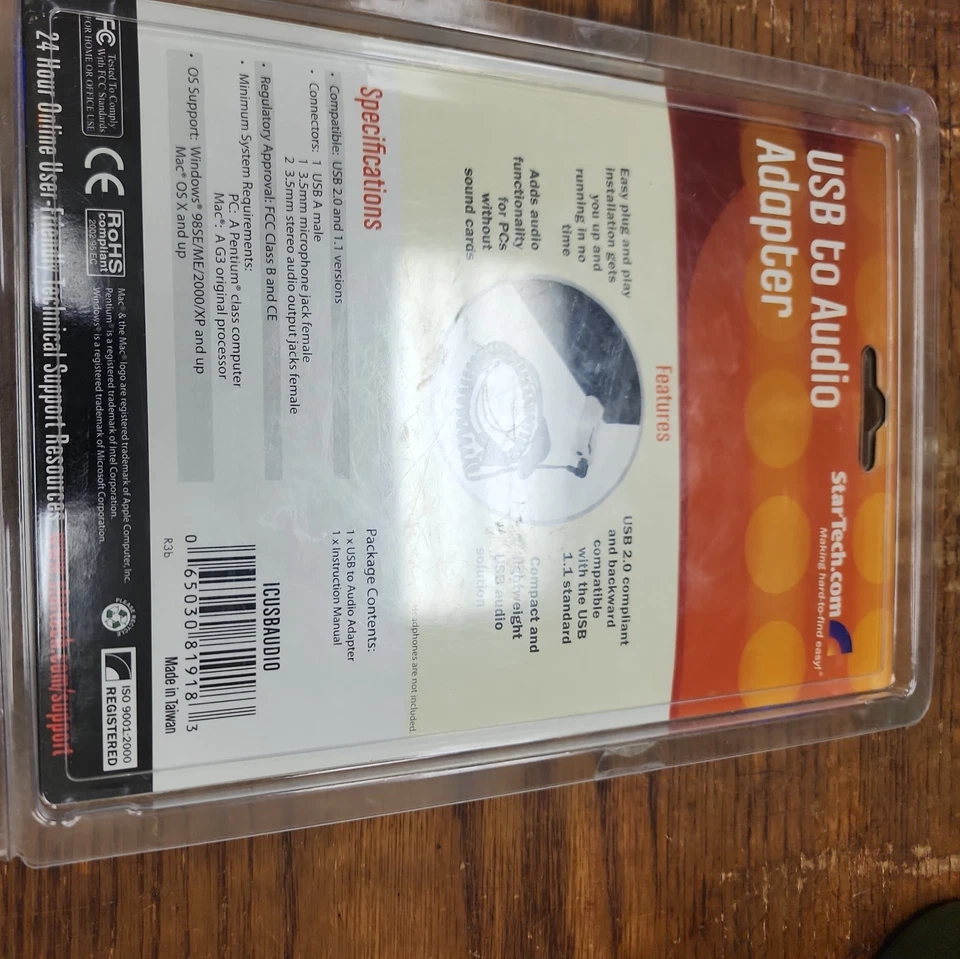 USB to Audio
Adapter
StarTech.com
Making hard-to-find easy!®
Features
Easy plug and play
installation gets
you up and
running in no
time
Adds audio
functionality
for PCs
without
sound cards
USB 2.0 compliant
and backward
compatible
with the USB
1.1 standard
Compact and
lightweight
USB audio
solution
are not included.
Specifications
• Compatible: USB 2.0 and 1.1 versions
• Connectors: 1 USB A male
1 3.5mm microphone jack female
2 3.5mm stereo audio output jacks female
• Regulatory Approval: FCC Class B and CE
• Minimum System Requirements:
PC: A Pentium® class computer
Mac®: A G3 original processor
• OS Support: Windows® 98SE/ME/2000/XP and up
Mac® OS X and up
Package Contents:
1 x USB to Audio Adapter
1 x Instruction Manual
ICUSBAUDIO
0 65030 81918 3
R3b
Made in Taiwan
FC Tested To Comply
With FCC Standards
FOR HOME OR OFFICE USE
CE
RoHS
compliant
2002/95/EC
Mac® & the Mac® logo are registered trademark of Apple Computer, Inc.
Pentium® is a registered trademark of Intel Corporation.
Windows® is a registered trademark of Microsoft Corporation.
PLEASE RECYCLE
ISO 9001:2000
REGISTERED
24 Hour Online User-Friendly Technical Support Resources